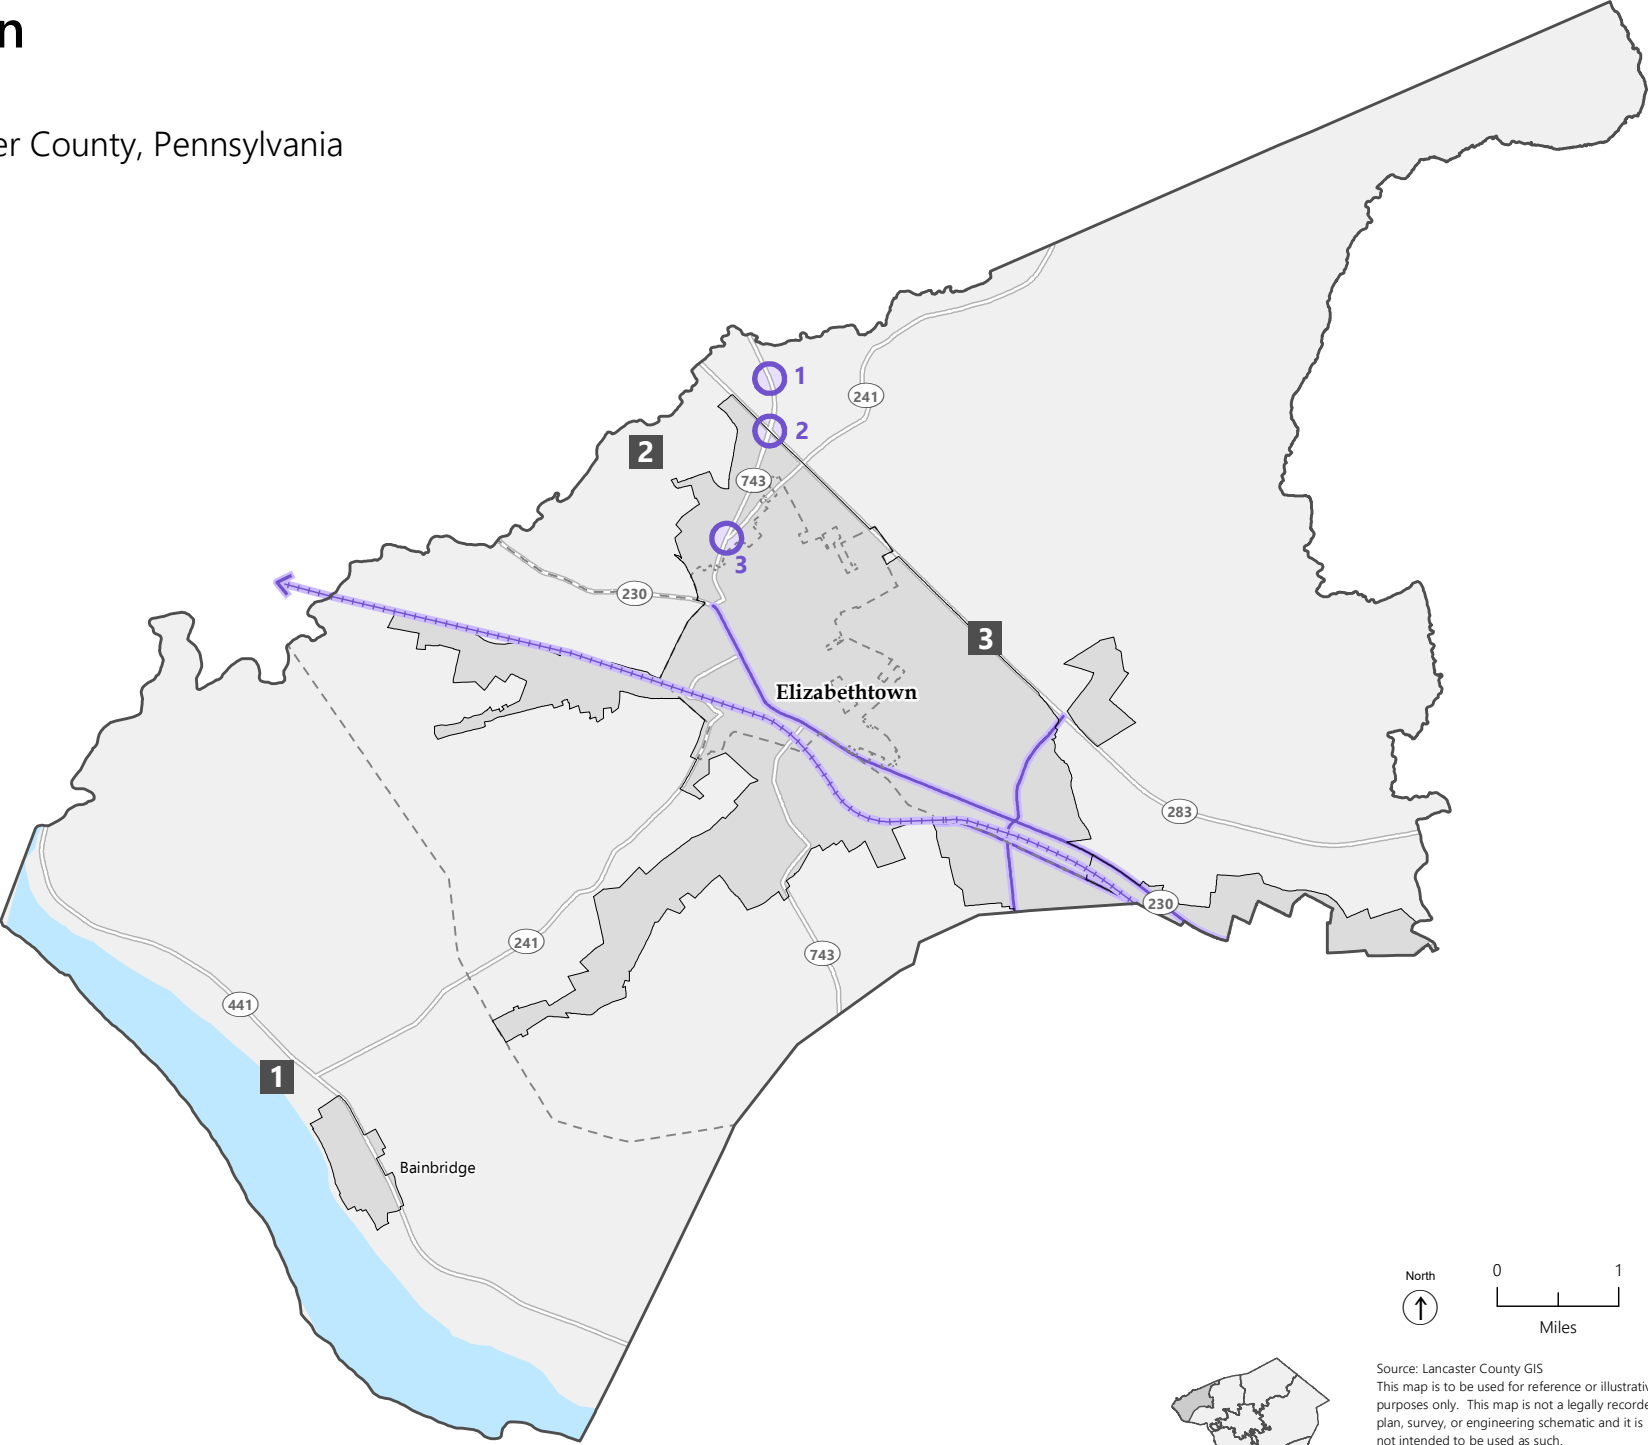 n
er County, Pennsylvania
1
241
2
2
743
3
230
3
Elizabethtown
283
230
241
743
441
1
Bainbridge
North
0 1
Miles
Source: Lancaster County GIS
This map is to be used for reference or illustrativ
purposes only. This map is not a legally recorde
plan, survey, or engineering schematic and it is
not intended to be used as such.